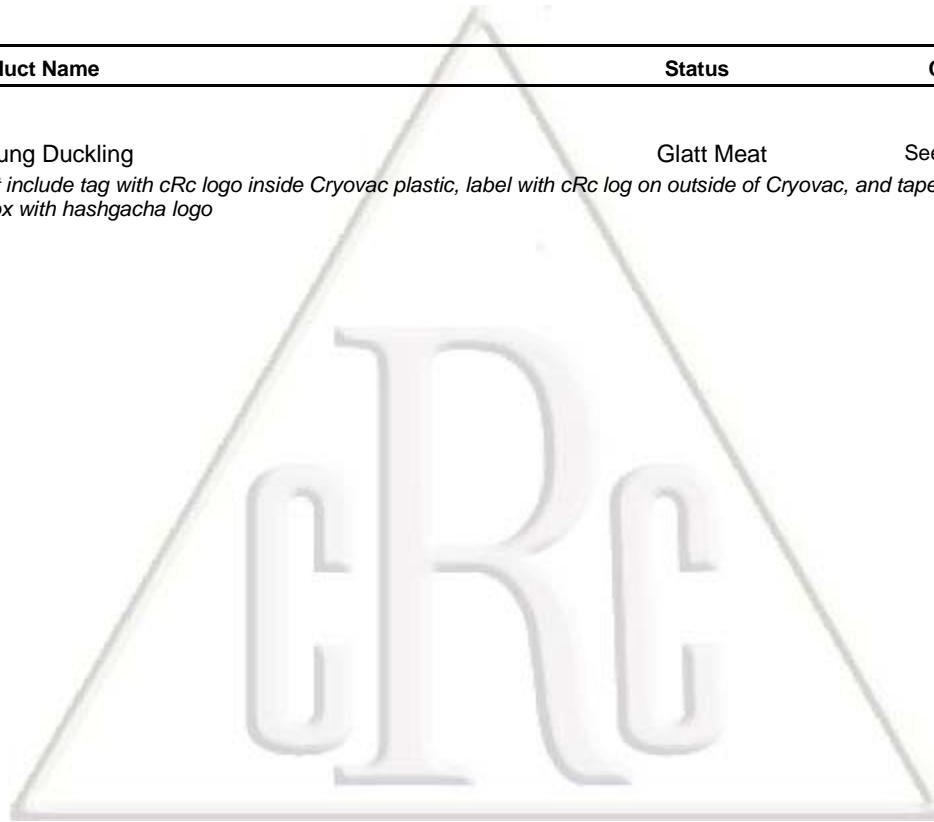 duct Name Status C
ung Duckling Glatt Meat See
t include tag with cRc logo inside Cryovac plastic, label with cRc log on outside of Cryovac, and tape
ox with hashgacha logo
cRc